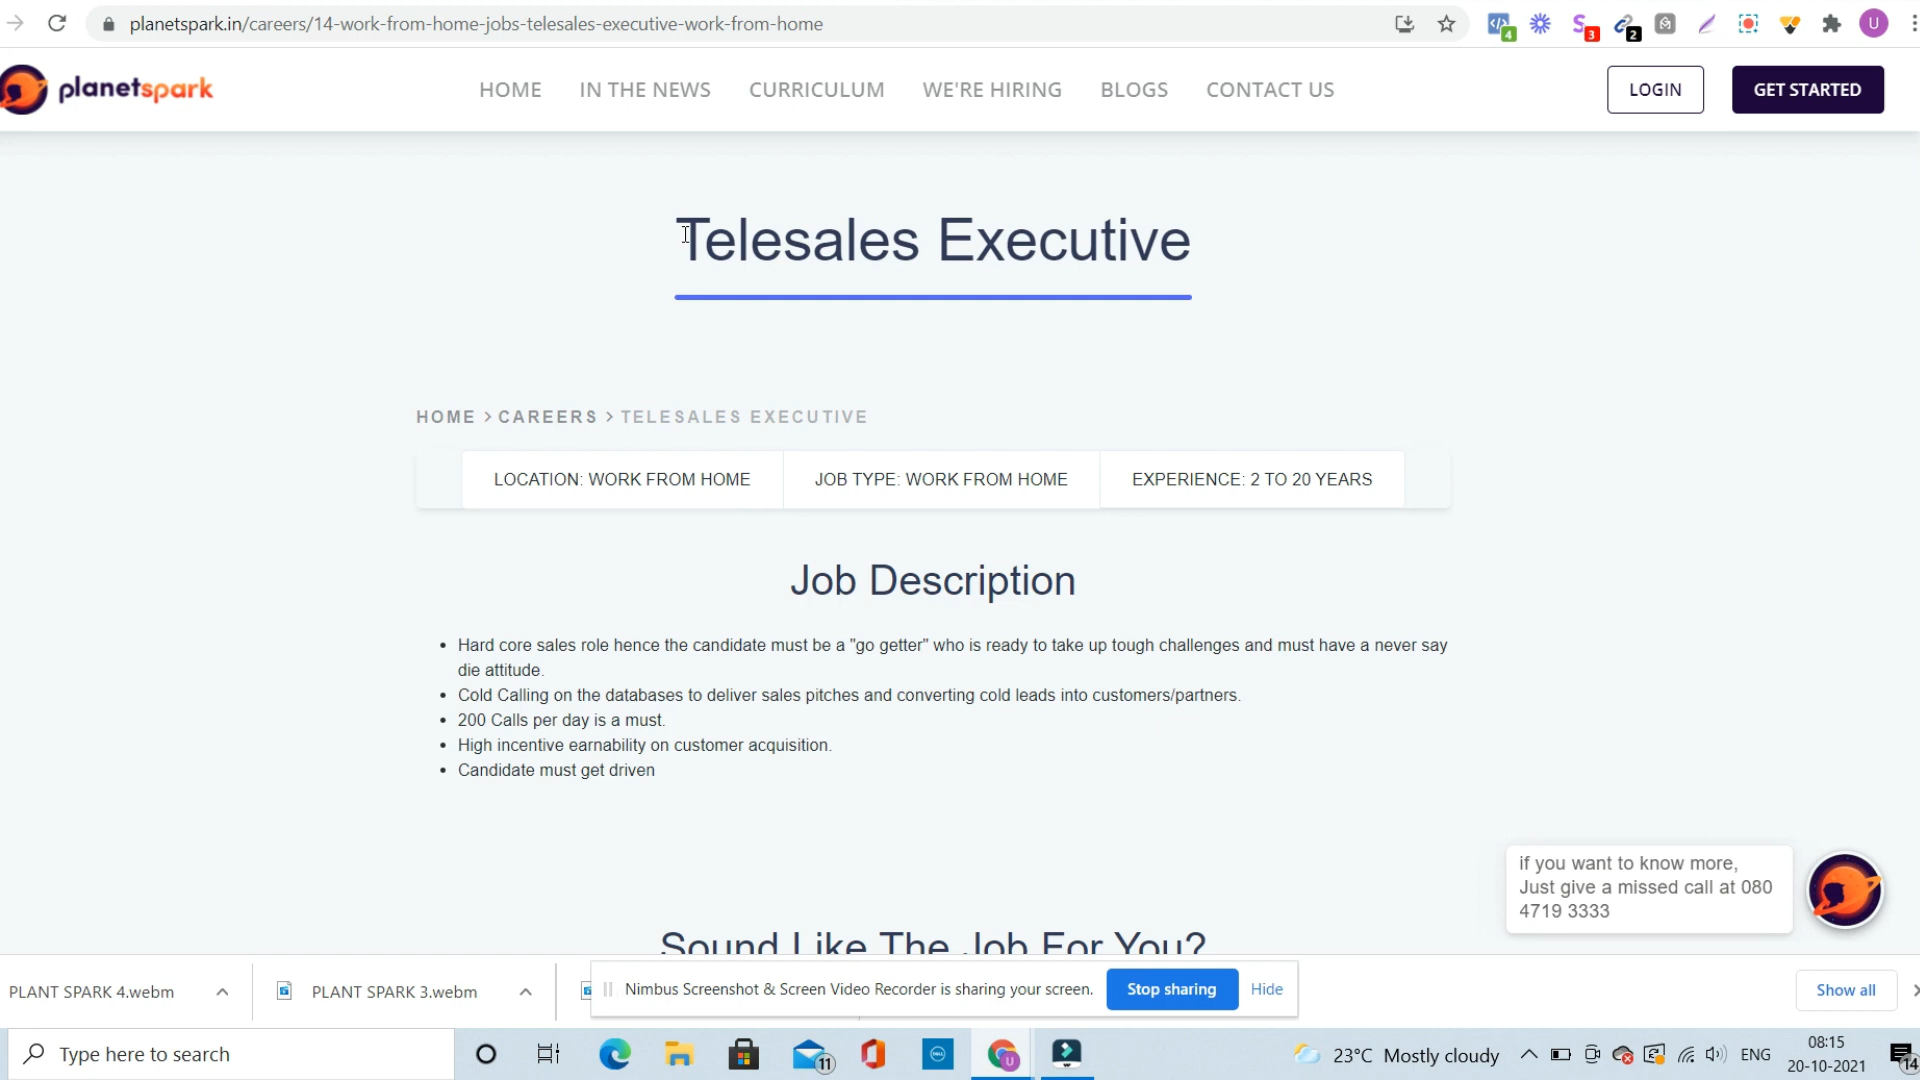 planetspark.in/careers/14-work-from-home-jobs-telesales-executive-work-from-home
4
3
2
U
planetspark
HOME
IN THE NEWS
CURRICULUM
WE'RE HIRING
BLOGS
CONTACT US
LOGIN
GET STARTED
Telesales Executive
HOME > CAREERS > TELESALES EXECUTIVE
LOCATION: WORK FROM HOME
JOB TYPE: WORK FROM HOME
EXPERIENCE: 2 TO 20 YEARS
Job Description
• Hard core sales role hence the candidate must be a "go getter" who is ready to take up tough challenges and must have a never say
die attitude.
• Cold Calling on the databases to deliver sales pitches and converting cold leads into customers/partners.
• 200 Calls per day is a must.
• High incentive earnability on customer acquisition.
• Candidate must get driven
if you want to know more,
Just give a missed call at 080
4719 3333
Sound Like The Job For You?
PLANT SPARK 4.webm
PLANT SPARK 3.webm
Nimbus Screenshot & Screen Video Recorder is sharing your screen.
Stop sharing
Hide
Show all
Type here to search
11
DELL
U
23°C Mostly cloudy
ENG
08:15
20-10-2021
14